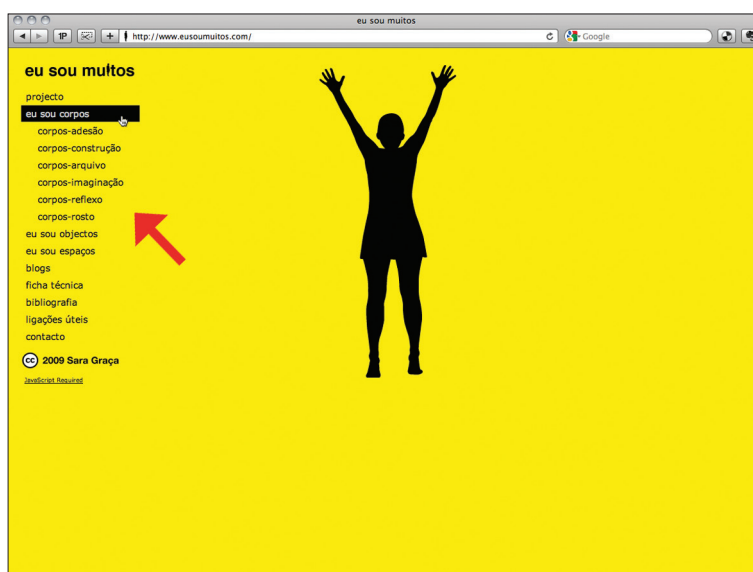 eu sou muitos
1P
http://www.eusoumuitos.com/
Google
eu sou muitos
projecto
eu sou corpos
corpos-adesão
corpos-construção
corpos-arquivo
corpos-imaginação
corpos-reflexo
corpos-rosto
eu sou objectos
eu sou espaços
blogs
ficha técnica
bibliografia
ligações úteis
contacto
cc 2009 Sara Graça
JavaScript Required